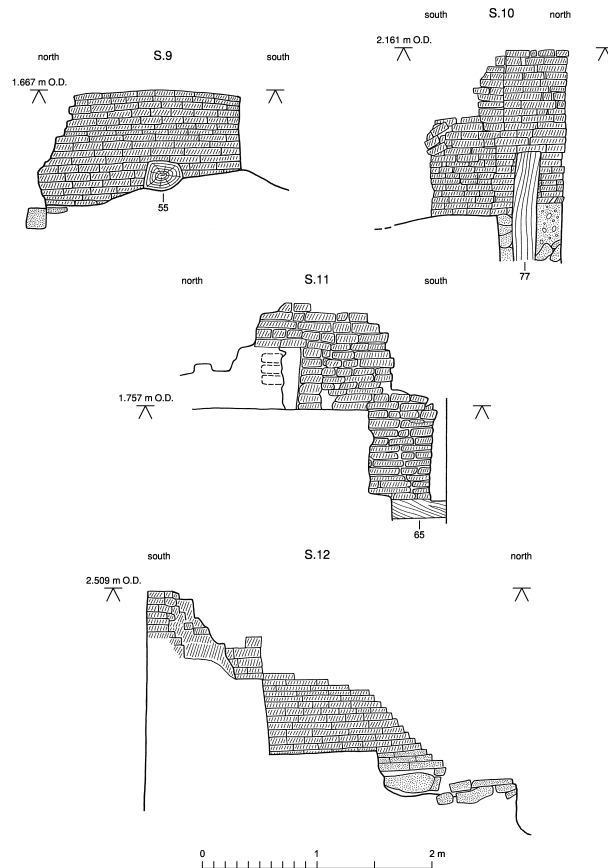 S.9
north
south
1.667 m O.D.
55
S.10
south
north
2.161 m O.D.
77
S.11
north
south
1.757 m O.D.
65
S.12
south
north
2.509 m O.D.
0 1 2 m